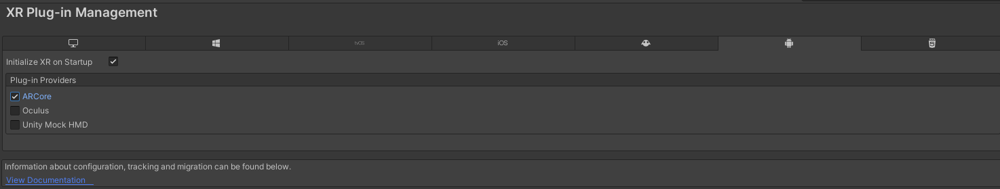 XR Plug-in Management
tvOS
iOS
Initialize XR on Startup
Plug-in Providers
ARCore
Oculus
Unity Mock HMD
Information about configuration, tracking and migration can be found below.
View Documentation